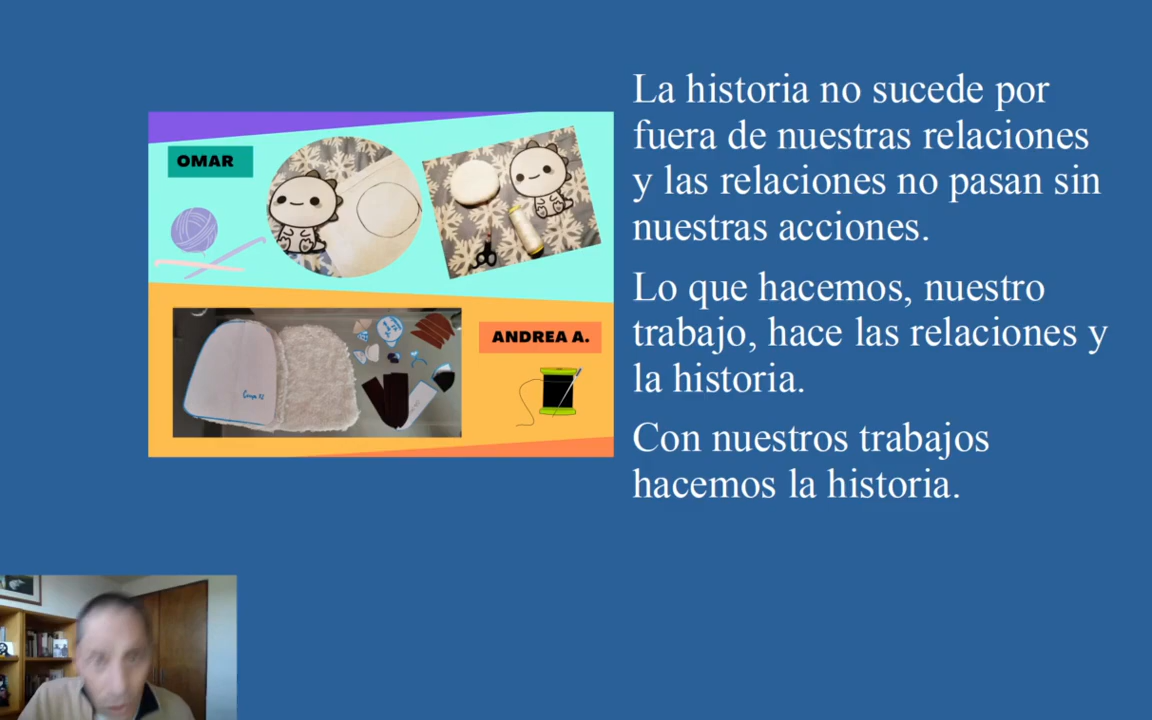 OMAR
ANDREA A.
La historia no sucede por
fuera de nuestras relaciones
y las relaciones no pasan sin
nuestras acciones.
Lo que hacemos, nuestro
trabajo, hace las relaciones y
la historia.
Con nuestros trabajos
hacemos la historia.